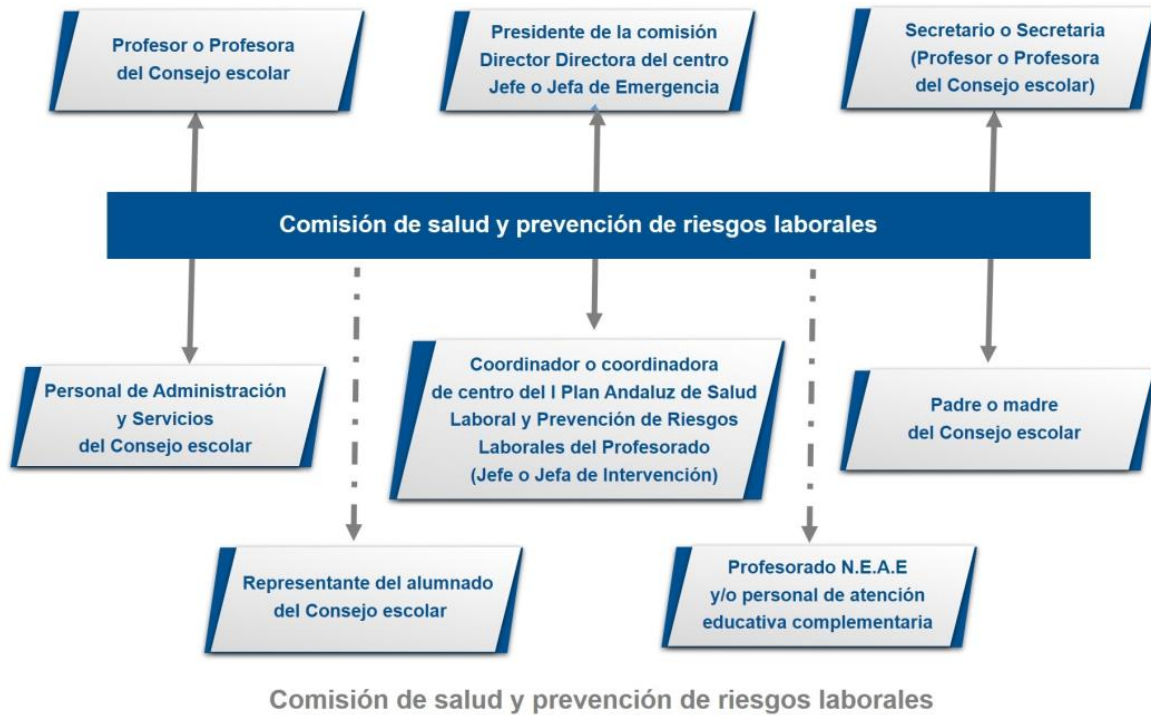 Profesor o Profesora
del Consejo escolar
Presidente de la comisión
Director Directora del centro
Jefe o Jefa de Emergencia
Secretario o Secretaria
(Profesor o Profesora
del Consejo escolar)
Comisión de salud y prevención de riesgos laborales
Personal de Administración
y Servicios
del Consejo escolar
Coordinador o coordinadora
de centro del I Plan Andaluz de Salud
Laboral y Prevención de Riesgos
Laborales del Profesorado
(Jefe o Jefa de Intervención)
Padre o madre
del Consejo escolar
Representante del alumnado
del Consejo escolar
Profesorado N.E.A.E
y/o personal de atención
educativa complementaria
Comisión de salud y prevención de riesgos laborales